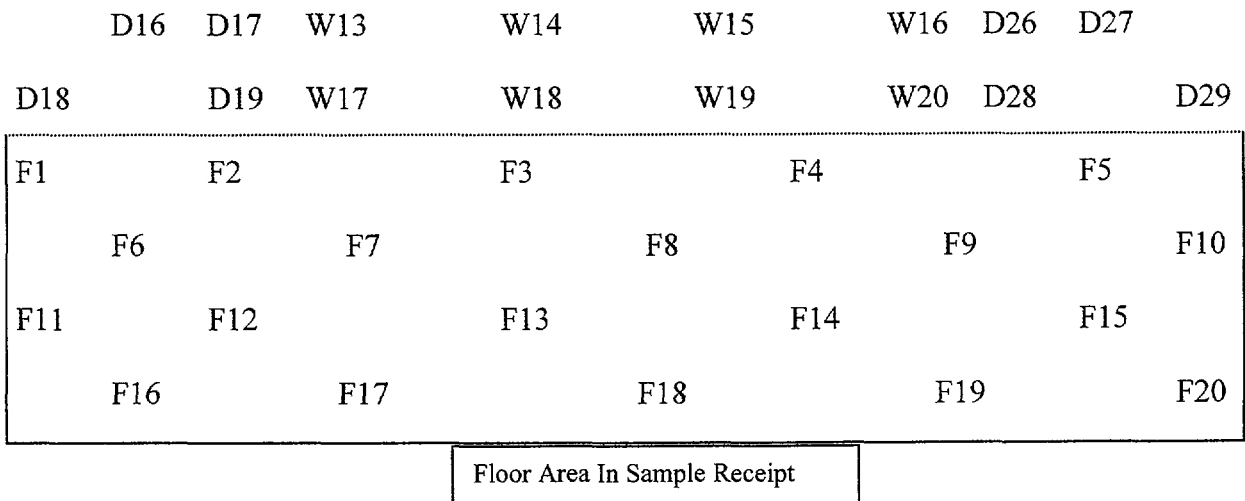 D16 D17 W13 W14 W15 W16 D26 D27
D18 D19 W17 W18 W19 W20 D28 D29
F1 F2 F3 F4 F5
F6 F7 F8 F9 F10
F11 F12 F13 F14 F15
F16 F17 F18 F19 F20
Floor Area In Sample Receipt